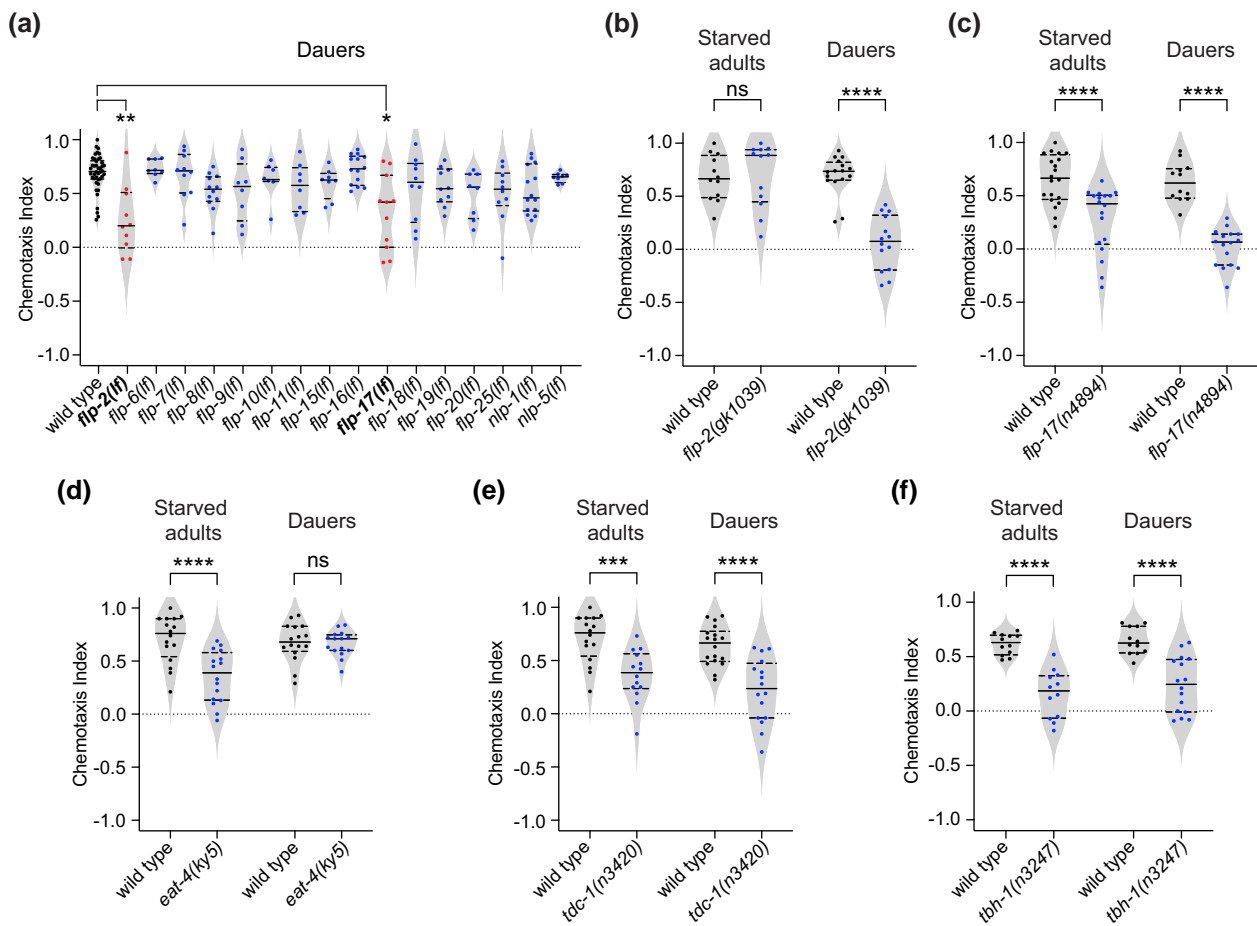 (a)
Dauers
**
*
Chemotaxis Index
1.0
0.5
0.0
-0.5
-1.0
wild type
flp-2(lf)
flp-6(lf)
flp-7(lf)
flp-8(lf)
flp-9(lf)
flp-10(lf)
flp-11(lf)
flp-15(lf)
flp-16(lf)
flp-17(lf)
flp-18(lf)
flp-19(lf)
flp-20(lf)
flp-25(lf)
nlp-1(lf)
nlp-5(lf)
(b)
Starved
adults
Dauers
ns
****
Chemotaxis Index
1.0
0.5
0.0
-0.5
-1.0
wild type
flp-2(gk1039)
wild type
flp-2(gk1039)
(c)
Starved
adults
Dauers
****
****
Chemotaxis Index
1.0
0.5
0.0
-0.5
-1.0
wild type
flp-17(n4894)
wild type
flp-17(n4894)
(d)
Starved
adults
Dauers
****
ns
Chemotaxis Index
1.0
0.5
0.0
-0.5
-1.0
wild type
eat-4(ky5)
wild type
eat-4(ky5)
(e)
Starved
adults
Dauers
***
****
Chemotaxis Index
1.0
0.5
0.0
-0.5
-1.0
wild type
tdc-1(n3420)
wild type
tdc-1(n3420)
(f)
Starved
adults
Dauers
****
****
Chemotaxis Index
1.0
0.5
0.0
-0.5
-1.0
wild type
tbh-1(n3247)
wild type
tbh-1(n3247)